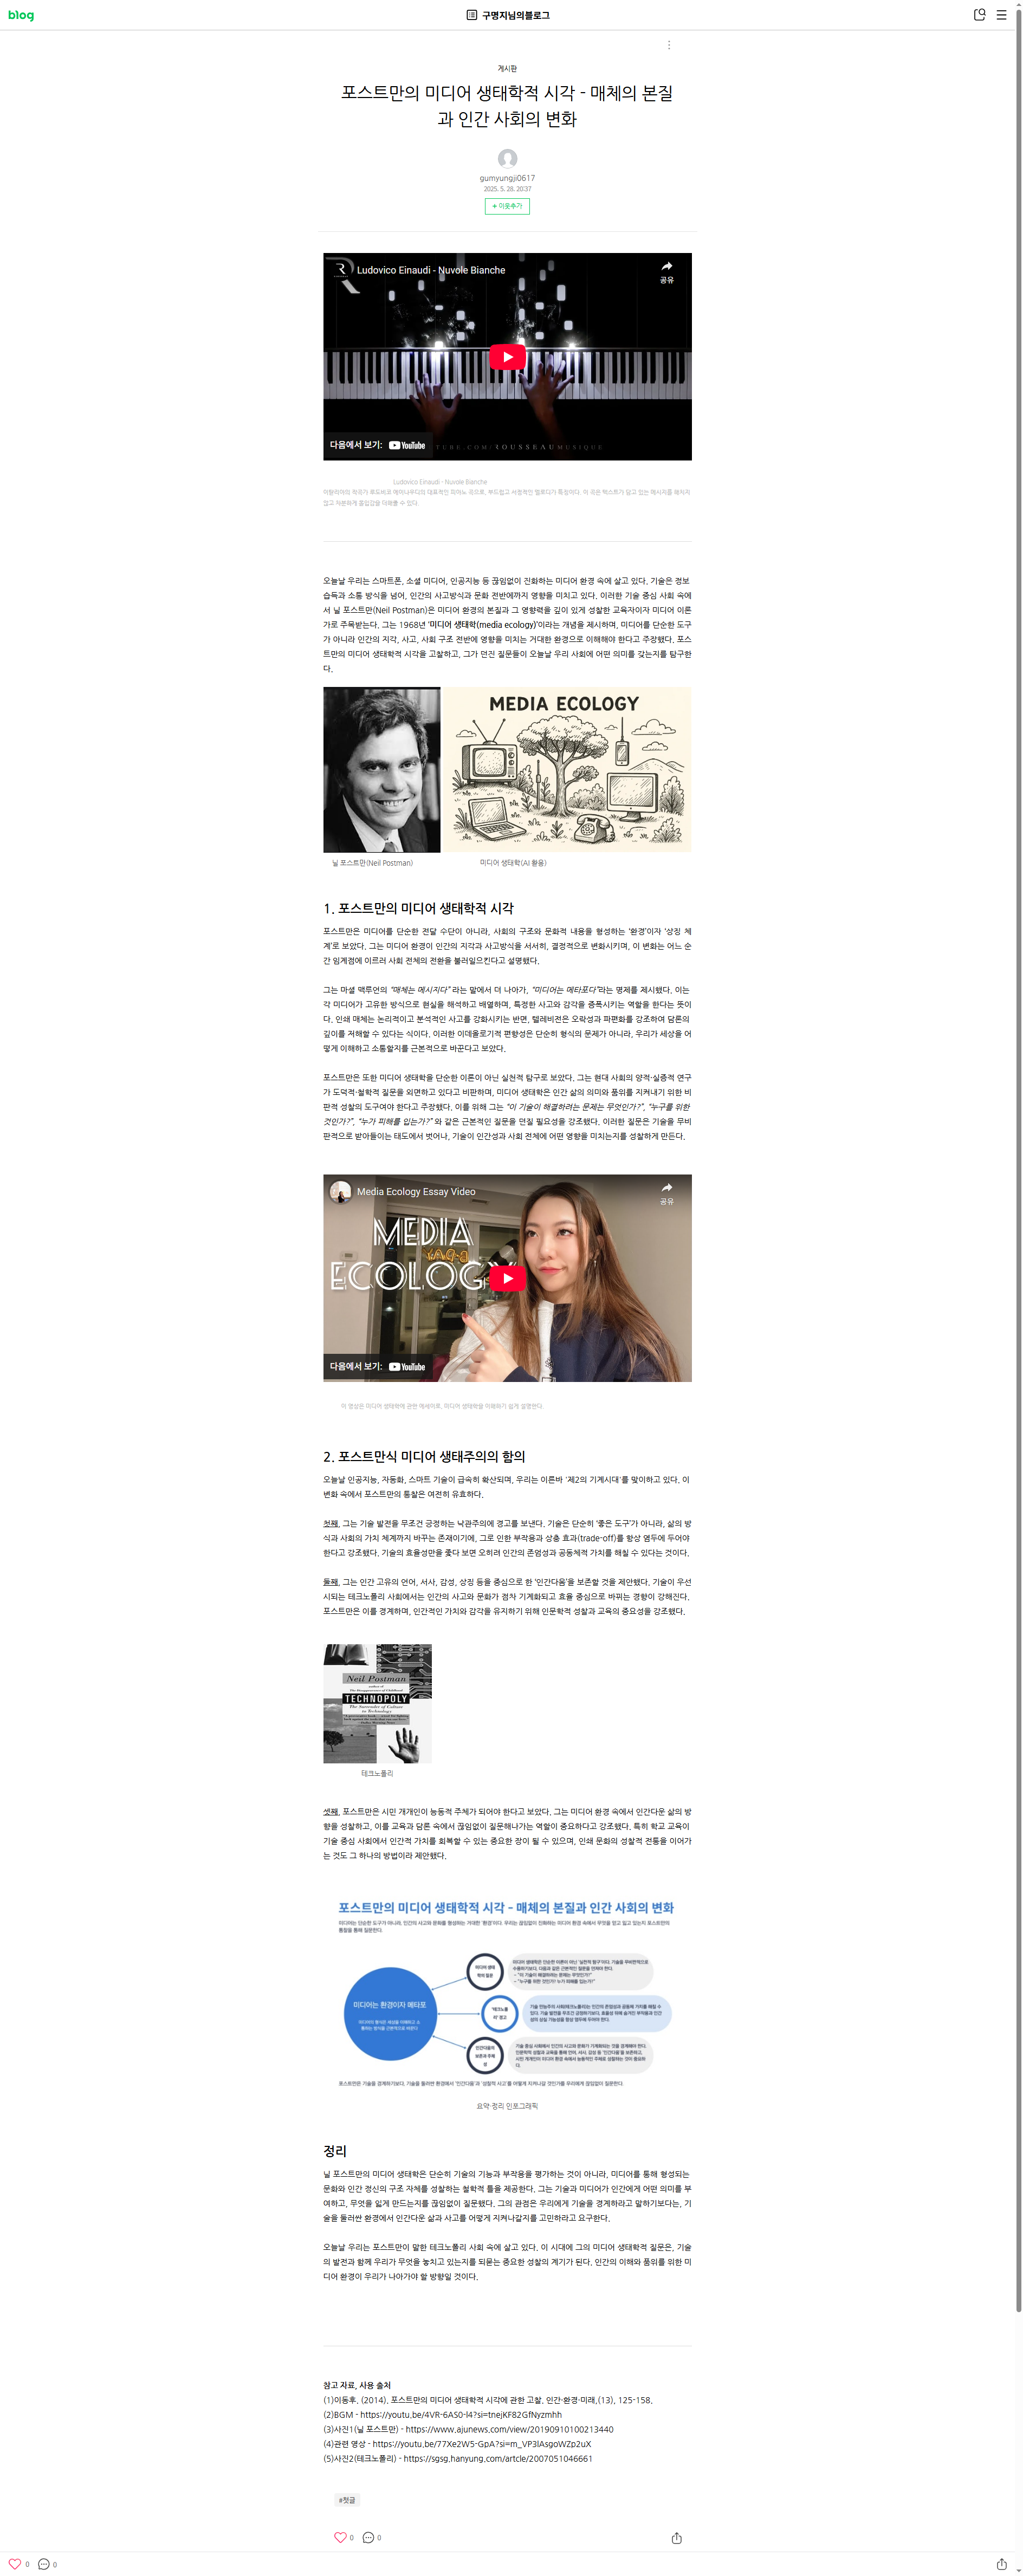 blog
구명지님의블로그
게시판
포스트만의 미디어 생태학적 시각 - 매체의 본질
과 인간 사회의 변화
gumyungji0617
2025. 5. 28. 20:37
+ 이웃추가
Ludovico Einaudi - Nuvole Bianche
공유
다음에서 보기: YouTube
TUBE.COM/ROUSSEAUMUSIQUE
Ludovico Einaudi - Nuvole Bianche
이탈리아의 작곡가 루도비코 에이나우디의 대표적인 피아노 곡으로, 부드럽고 서정적인 멜로디가 특징이다. 이 곡은 텍스트가 담고 있는 메시지를 해치지
않고 차분하게 몰입감을 더해줄 수 있다.
오늘날 우리는 스마트폰, 소셜 미디어, 인공지능 등 끊임없이 진화하는 미디어 환경 속에 살고 있다. 기술은 정보
습득과 소통 방식을 넘어, 인간의 사고방식과 문화 전반에까지 영향을 미치고 있다. 이러한 기술 중심 사회 속에
서 닐 포스트만(Neil Postman)은 미디어 환경의 본질과 그 영향력을 깊이 있게 성찰한 교육자이자 미디어 이론
가로 주목받는다. 그는 1968년 '미디어 생태학(media ecology)'이라는 개념을 제시하며, 미디어를 단순한 도구
가 아니라 인간의 지각, 사고, 사회 구조 전반에 영향을 미치는 거대한 환경으로 이해해야 한다고 주장했다. 포스
트만의 미디어 생태학적 시각을 고찰하고, 그가 던진 질문들이 오늘날 우리 사회에 어떤 의미를 갖는지를 탐구한
다.
MEDIA ECOLOGY
닐 포스트만(Neil Postman)
미디어 생태학(AI 활용)
1. 포스트만의 미디어 생태학적 시각
포스트만은 미디어를 단순한 전달 수단이 아니라, 사회의 구조와 문화적 내용을 형성하는 '환경'이자 '상징 체
계'로 보았다. 그는 미디어 환경이 인간의 지각과 사고방식을 서서히, 결정적으로 변화시키며, 이 변화는 어느 순
간 임계점에 이르러 사회 전체의 전환을 불러일으킨다고 설명했다.
그는 마셜 맥루언의 "매체는 메시지다" 라는 말에서 더 나아가, "미디어는 메타포다"라는 명제를 제시했다. 이는
각 미디어가 고유한 방식으로 현실을 해석하고 배열하며, 특정한 사고와 감각을 증폭시키는 역할을 한다는 뜻이
다. 인쇄 매체는 논리적이고 분석적인 사고를 강화시키는 반면, 텔레비전은 오락성과 파편화를 강조하여 담론의
깊이를 저해할 수 있다는 식이다. 이러한 이데올로기적 편향성은 단순히 형식의 문제가 아니라, 우리가 세상을 어
떻게 이해하고 소통할지를 근본적으로 바꾼다고 보았다.
포스트만은 또한 미디어 생태학을 단순한 이론이 아닌 실천적 탐구로 보았다. 그는 현대 사회의 양적·실증적 연구
가 도덕적·철학적 질문을 외면하고 있다고 비판하며, 미디어 생태학은 인간 삶의 의미와 품위를 지켜내기 위한 비
판적 성찰의 도구여야 한다고 주장했다. 이를 위해 그는 "이 기술이 해결하려는 문제는 무엇인가?", "누구를 위한
것인가?", "누가 피해를 입는가?" 와 같은 근본적인 질문을 던질 필요성을 강조했다. 이러한 질문은 기술을 무비
판적으로 받아들이는 태도에서 벗어나, 기술이 인간성과 사회 전체에 어떤 영향을 미치는지를 성찰하게 만든다.
Media Ecology Essay Video
공유
MEDIA
ECOLOGY
다음에서 보기: YouTube
이 영상은 미디어 생태학에 관한 에세이로, 미디어 생태학을 이해하기 쉽게 설명한다.
2. 포스트만식 미디어 생태주의의 함의
오늘날 인공지능, 자동화, 스마트 기술이 급속히 확산되며, 우리는 이른바 '제2의 기계시대'를 맞이하고 있다. 이
변화 속에서 포스트만의 통찰은 여전히 유효하다.
첫째, 그는 기술 발전을 무조건 긍정하는 낙관주의에 경고를 보낸다. 기술은 단순히 '좋은 도구'가 아니라, 삶의 방
식과 사회의 가치 체계까지 바꾸는 존재이기에, 그로 인한 부작용과 상충 효과(trade-off)를 항상 염두에 두어야
한다고 강조했다. 기술의 효율성만을 좇다 보면 오히려 인간의 존엄성과 공동체적 가치를 해칠 수 있다는 것이다.
둘째, 그는 인간 고유의 언어, 서사, 감성, 상징 등을 중심으로 한 '인간다움'을 보존할 것을 제안했다. 기술이 우선
시되는 테크노폴리 사회에서는 인간의 사고와 문화가 점차 기계화되고 효율 중심으로 바뀌는 경향이 강해진다.
포스트만은 이를 경계하며, 인간적인 가치와 감각을 유지하기 위해 인문학적 성찰과 교육의 중요성을 강조했다.
Neil Postman
TECHNOPOLY
The Surrender of Culture
to Technology
테크노폴리
셋째, 포스트만은 시민 개개인이 능동적 주체가 되어야 한다고 보았다. 그는 미디어 환경 속에서 인간다운 삶의 방
향을 성찰하고, 이를 교육과 담론 속에서 끊임없이 질문해나가는 역할이 중요하다고 강조했다. 특히 학교 교육이
기술 중심 사회에서 인간적 가치를 회복할 수 있는 중요한 장이 될 수 있으며, 인쇄 문화의 성찰적 전통을 이어가
는 것도 그 하나의 방법이라 제안했다.
포스트만의 미디어 생태학적 시각 - 매체의 본질과 인간 사회의 변화
미디어는 환경이자 메타포
요약·정리 인포그래픽
정리
닐 포스트만의 미디어 생태학은 단순히 기술의 기능과 부작용을 평가하는 것이 아니라, 미디어를 통해 형성되는
문화와 인간 정신의 구조 자체를 성찰하는 철학적 틀을 제공한다. 그는 기술과 미디어가 인간에게 어떤 의미를 부
여하고, 무엇을 잃게 만드는지를 끊임없이 질문했다. 그의 관점은 우리에게 기술을 경계하라고 말하기보다는, 기
술을 둘러싼 환경에서 인간다운 삶과 사고를 어떻게 지켜나갈지를 고민하라고 요구한다.
오늘날 우리는 포스트만이 말한 테크노폴리 사회 속에 살고 있다. 이 시대에 그의 미디어 생태학적 질문은, 기술
의 발전과 함께 우리가 무엇을 놓치고 있는지를 되묻는 중요한 성찰의 계기가 된다. 인간의 이해와 품위를 위한 미
디어 환경이 우리가 나아가야 할 방향일 것이다.
참고 자료, 사용 출처
(1)이동후, (2014), 포스트만의 미디어 생태학적 시각에 관한 고찰, 인간·환경·미래,(13), 125-158.
(2)BGM - https://youtu.be/4VR-6AS0-l4?si=tnejKF82GfNyzmhh
(3)사진1(닐 포스트만) - https://www.ajunews.com/view/20190910100213440
(4)관련 영상 - https://youtu.be/77Xe2W5-GpA?si=m_VP3lAsgoWZp2uX
(5)사진2(테크노폴리) - https://sgsg.hanyung.com/artcle/2007051046661
#첫글
0
0
0
0